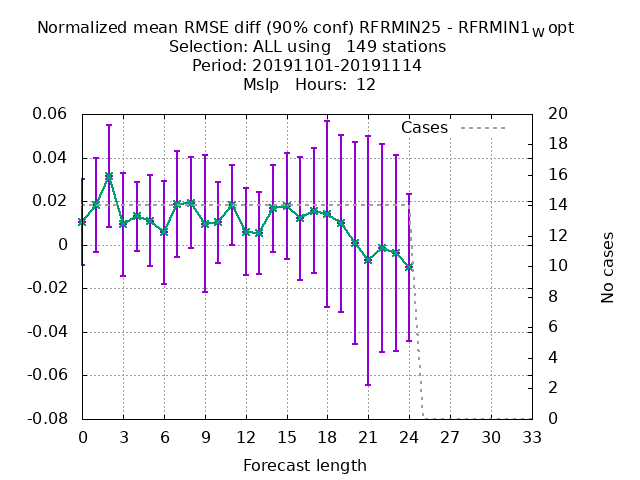 Normalized mean RMSE diff (90% conf) RFRMIN25 - RFRMIN1w opt
Selection: ALL using   149 stations
Period: 20191101-20191114
Mslp   Hours: 12
Cases
0.06
0.04
0.02
0
-0.02
-0.04
-0.06
-0.08
20
18
16
14
12
10
8
6
4
2
0
No cases
0 3 6 9 12 15 18 21 24 27 30 33
Forecast length